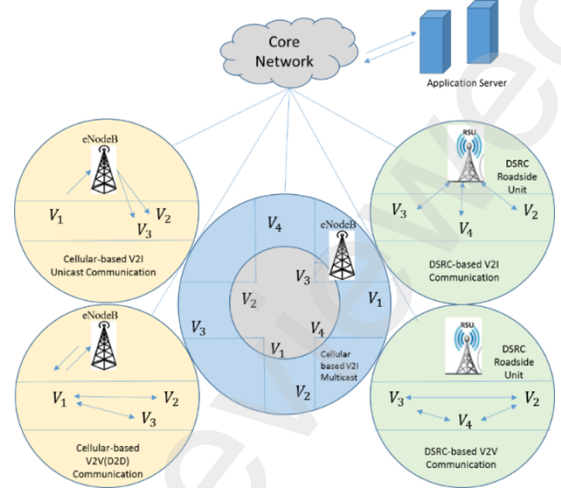 Core
Network
Application Server
eNodeB
V1
V2
V3
Cellular-based V2I
Unicast Communication
RSU
DSRC
Roadside
Unit
V3
V2
V4
DSRC-based V2I
Communication
V4
eNodeB
V3
V2
V1
V3
V4
V1
Cellular
based V2I
Multicast
V2
eNodeB
V1
V2
V3
Cellular-based
V2V(D2D)
Communication
RSU
DSRC
Roadside
Unit
V3
V2
V4
DSRC-based V2V
Communication